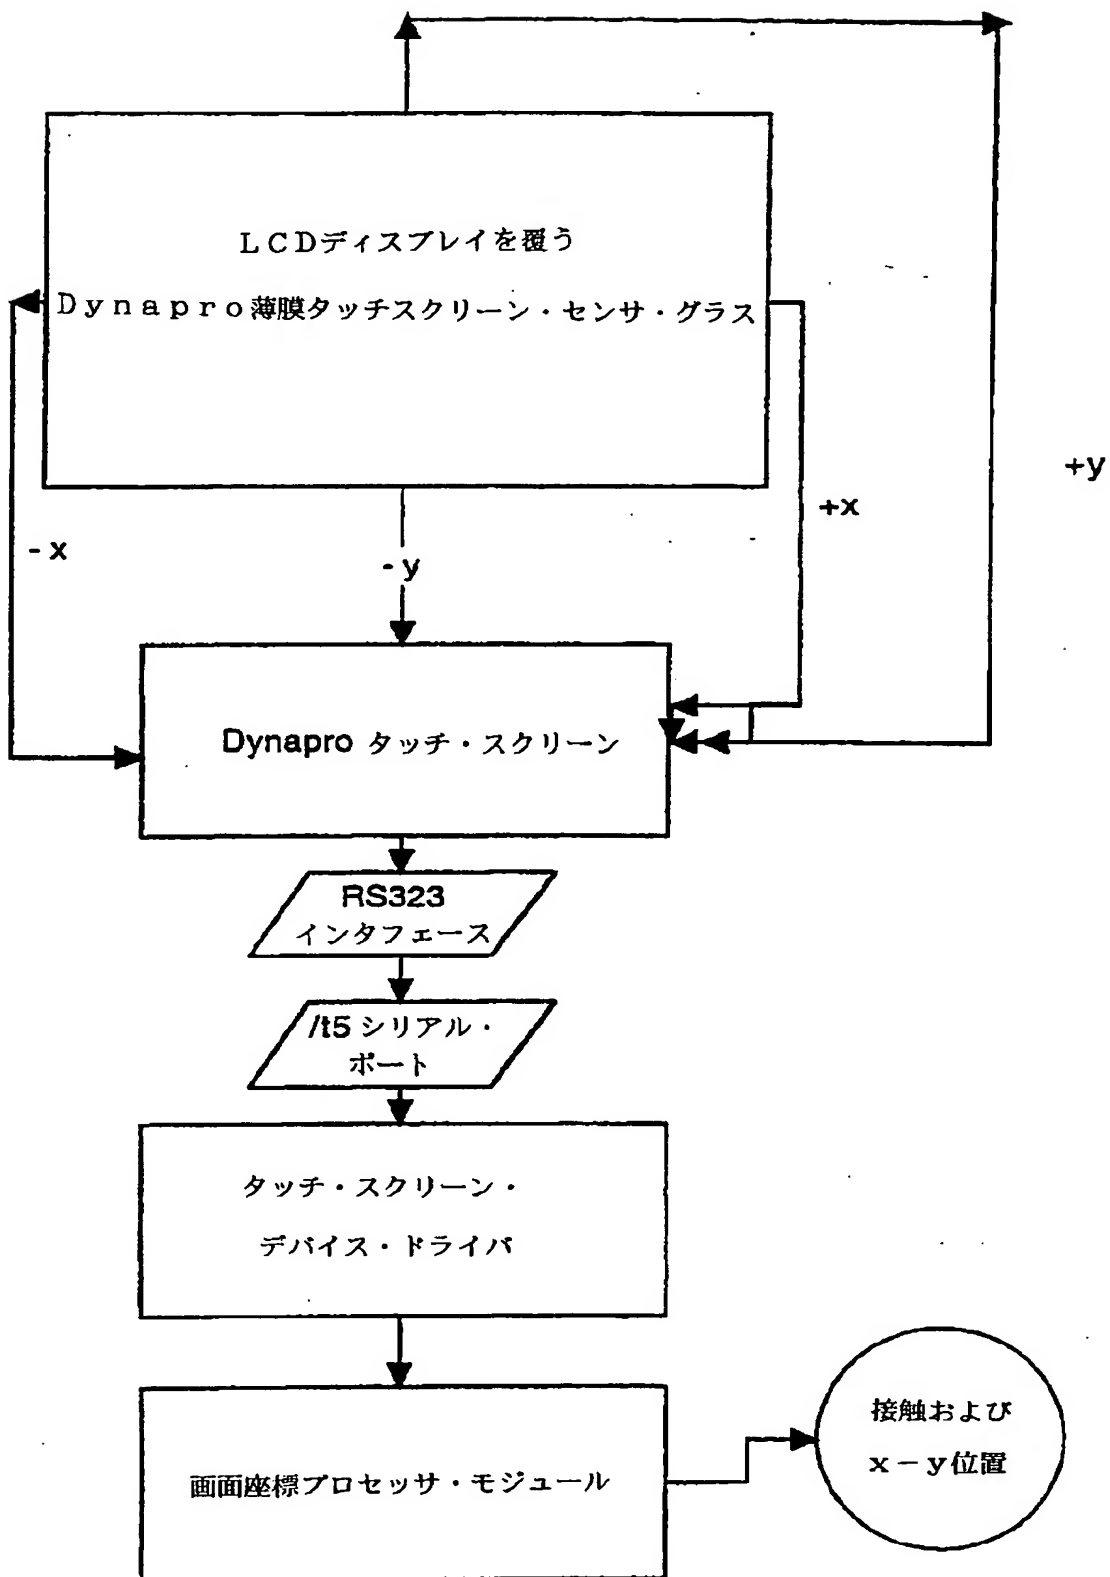 LCDディスプレイを覆う
Dynapro薄膜タッチスクリーン・センサ・グラス
+y
+x
-x
-y
Dynapro タッチ・スクリーン
RS323
インタフェース
/t5 シリアル・
ポート
タッチ・スクリーン・
デバイス・ドライバ
接触および
x-y位置
画面座標プロセッサ・モジュール